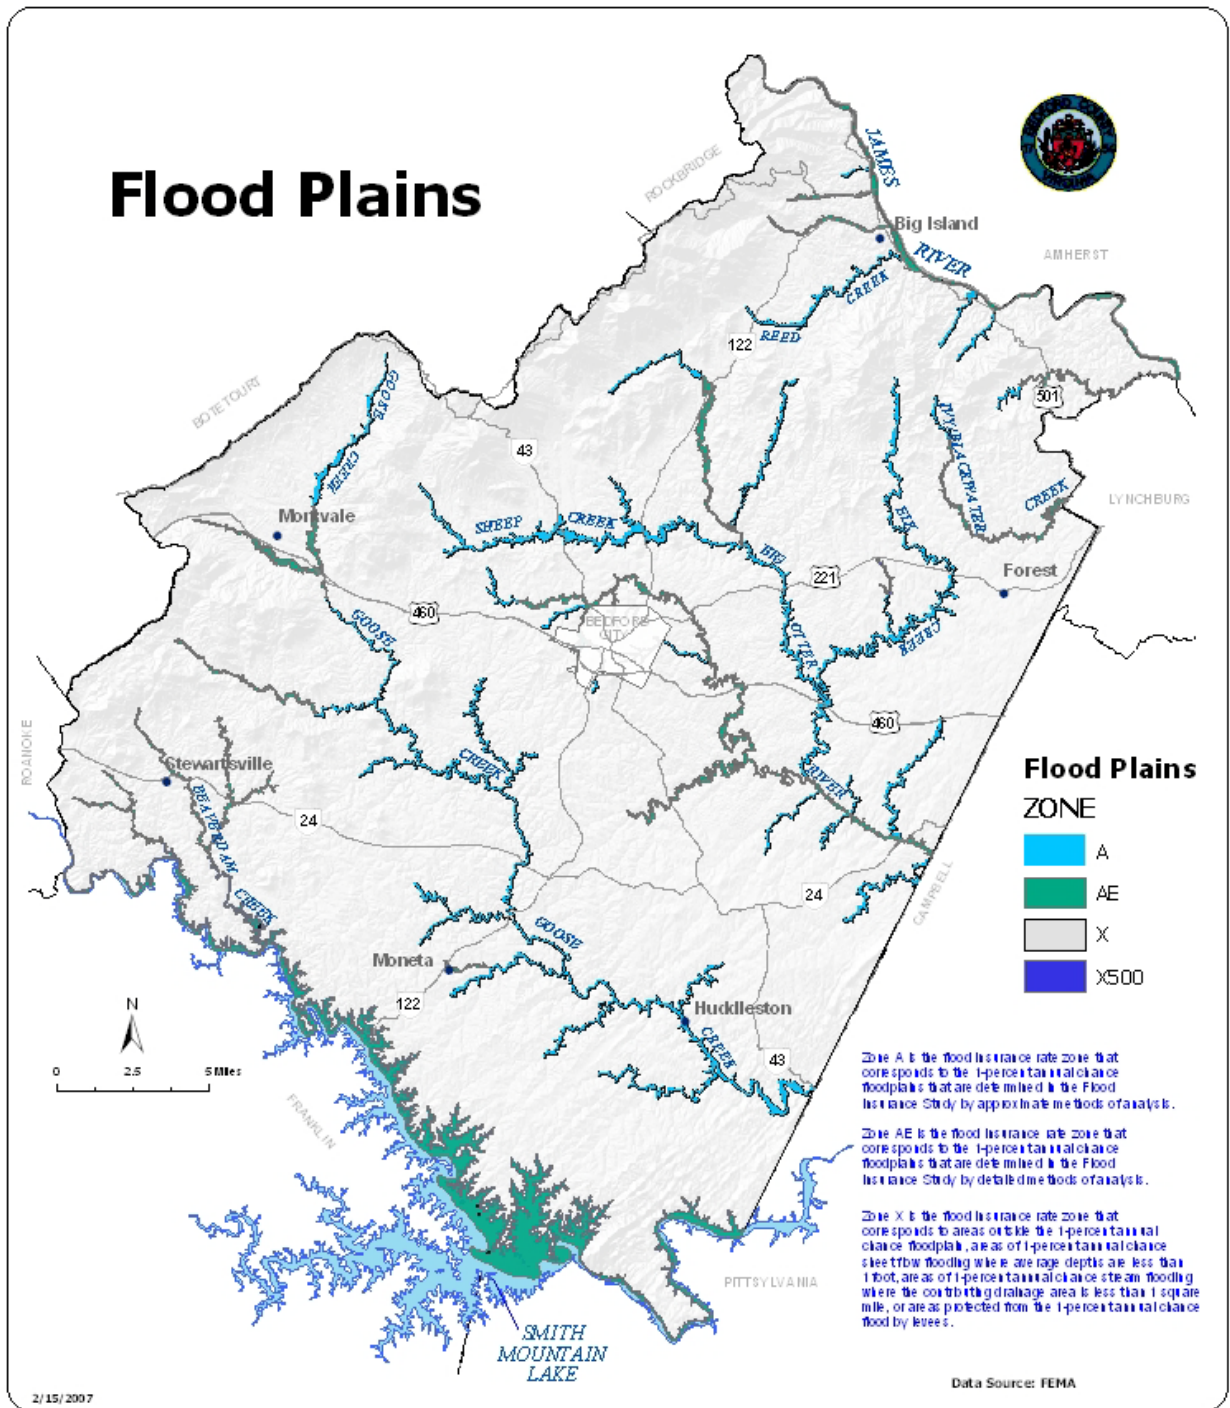 Flood Plains
BEDFORD COUNTY
17
VIRGINIA
ROCKBRIDGE
JAMES
Big Island
RIVER
AMHERST
CREEK
REED
122
BOTETOURT
GOOSE
CREEK
43
501
IVY/BLACKWATER
CREEK
LYNCHBURG
Montvale
SHEEP CREEK
ELK
BIG
221
Forest
460
GOOSE
BEDFORD
CITY
OTTER
CREEK
460
ROANOKE
Stewartsville
CREEK
RIVER
BEAVERDAM
24
CREEK
24
CAMPBELL
GOOSE
Moneta
122
Huddleston
CREEK
43
Flood Plains
ZONE
A
AE
X
X500
N
0 2.5 5 Miles
FRANKLIN
Zone A is the flood insurance rate zone that
corresponds to the 1-percent annual chance
floodplains that are determined in the Flood
Insurance Study by approximate methods of analysis.
Zone AE is the flood insurance rate zone that
corresponds to the 1-percent annual chance
floodplains that are determined in the Flood
Insurance Study by detailed methods of analysis.
Zone X is the flood insurance rate zone that
corresponds to areas outside the 1-percent annual
chance floodplain, areas of 1-percent annual chance
sheet flow flooding where average depths are less than
1 foot, areas of 1-percent annual chance stream flooding
where the contributing drainage area is less than 1 square
mile, or areas protected from the 1-percent annual chance
flood by levees.
PITTSYLVANIA
SMITH
MOUNTAIN
LAKE
Data Source: FEMA
2/15/2007